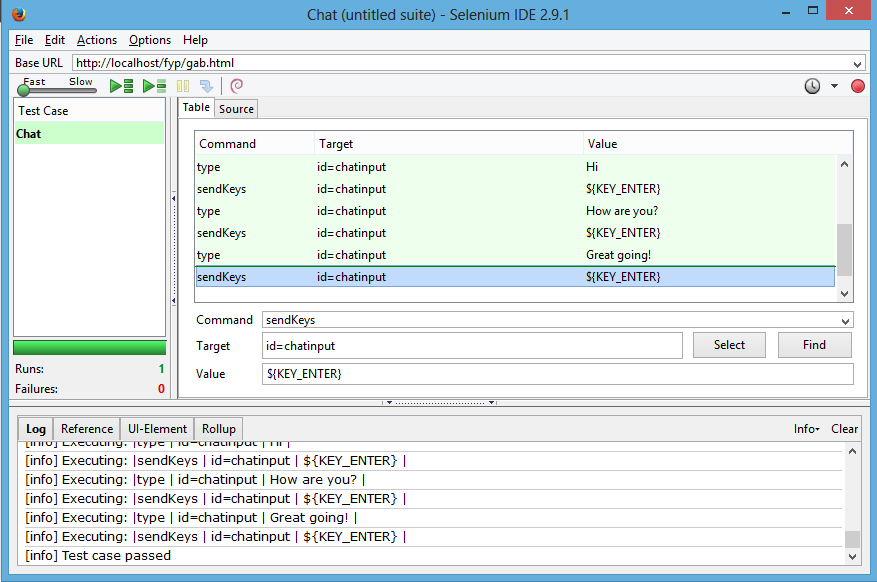 Chat (untitled suite) - Selenium IDE 2.9.1
File Edit Actions Options Help
Base URL http://localhost/fyp/gab.html
Fast Slow
Test Case
Chat
Runs: 1
Failures: 0
Table Source
Command Target Value
type id=chatinput Hi
sendKeys id=chatinput ${KEY_ENTER}
type id=chatinput How are you?
sendKeys id=chatinput ${KEY_ENTER}
type id=chatinput Great going!
sendKeys id=chatinput ${KEY_ENTER}
Command sendKeys
Target id=chatinput Select Find
Value ${KEY_ENTER}
Log Reference UI-Element Rollup Info Clear
[info] Executing: |type | id=chatinput | Hi |
[info] Executing: |sendKeys | id=chatinput | ${KEY_ENTER} |
[info] Executing: |type | id=chatinput | How are you? |
[info] Executing: |sendKeys | id=chatinput | ${KEY_ENTER} |
[info] Executing: |type | id=chatinput | Great going! |
[info] Executing: |sendKeys | id=chatinput | ${KEY_ENTER} |
[info] Test case passed